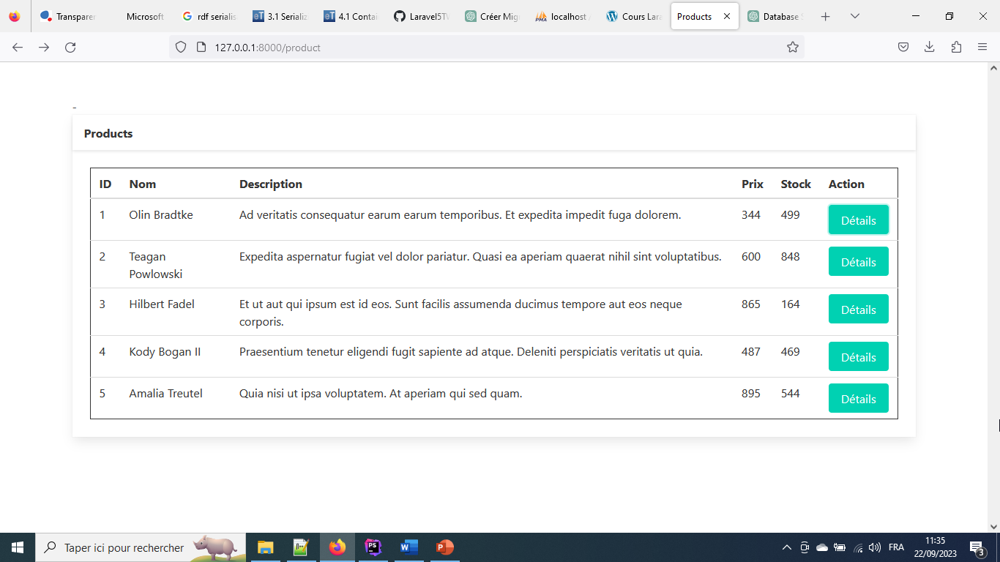 Transparen
Microsoft
rdf serialis
3.1 Serializ
4.1 Contai
Laravel5TW
Créer Mig
localhost /
Cours Lara
Products
Database S
127.0.0.1:8000/product
-
Products
ID Nom Description Prix Stock Action
1 Olin Bradtke Ad veritatis consequatur earum earum temporibus. Et expedita impedit fuga dolorem. 344 499 Détails
2 Teagan Expedita aspernatur fugiat vel dolor pariatur. Quasi ea aperiam quaerat nihil sint voluptatibus. 600 848 Détails
Powlowski
3 Hilbert Fadel Et ut aut qui ipsum est id eos. Sunt facilis assumenda ducimus tempore aut eos neque 865 164 Détails
corporis.
4 Kody Bogan II Praesentium tenetur eligendi fugit sapiente ad atque. Deleniti perspiciatis veritatis ut quia. 487 469 Détails
5 Amalia Treutel Quia nisi ut ipsa voluptatem. At aperiam qui sed quam. 895 544 Détails
Taper ici pour rechercher
FRA
11:35
22/09/2023
3